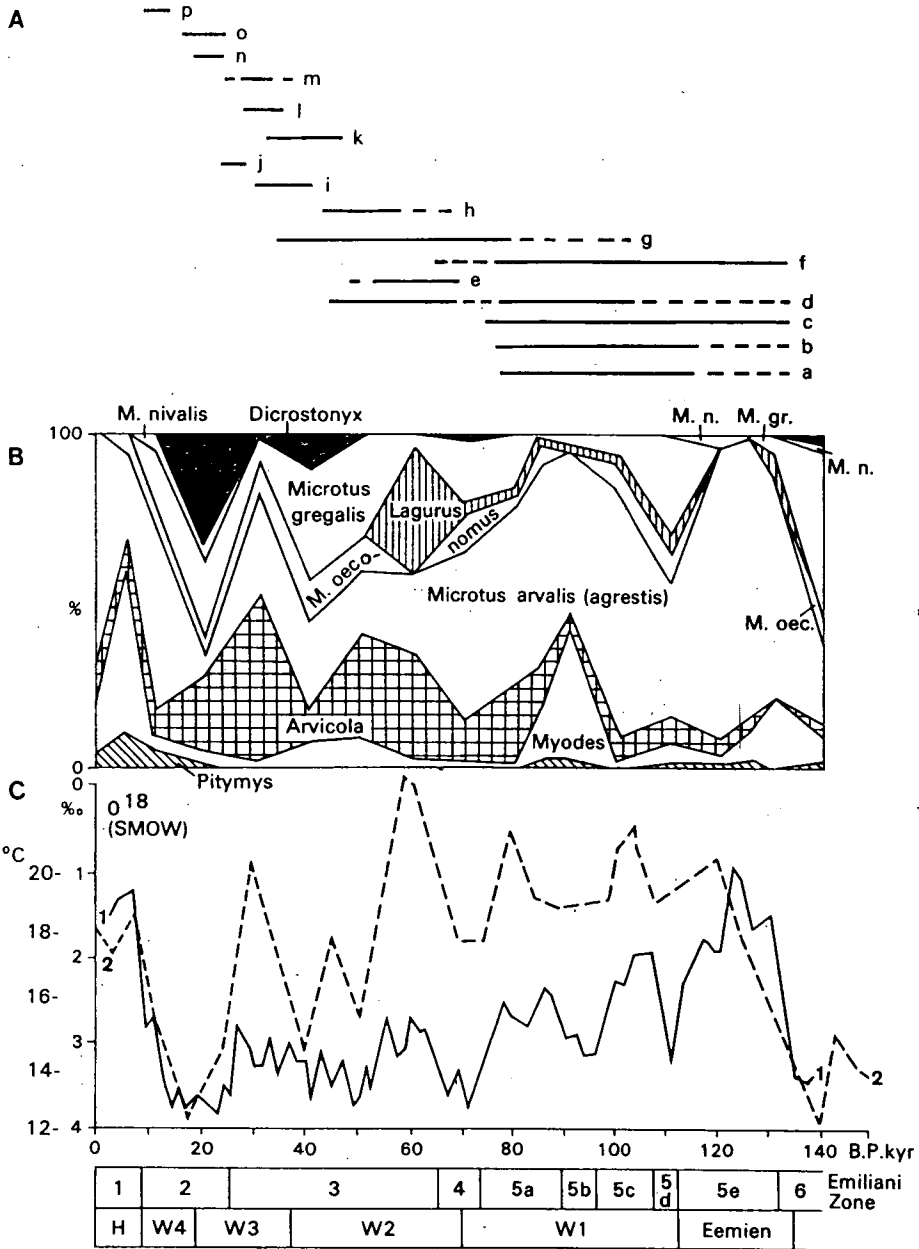 A
p
o
n
m
l
k
j
i
h
g
f
e
d
c
b
a
M. nivalis Dicrostonyx M. n. M. gr.
100
B
M. n.
Microtus gregalis
Lagurus
M. oeco-
nomus
Microtus arvalis (agrestis)
%
M. oec.
Arvicola
Myodes
0
Pitymys
C
‰ 0
O18
(SMOW)
°C
20- 1
1
18-
2
2
16-
3
14-
1
2
12- 4
0 20 40 60 80 100 120 140 B.P.kyr
1 2 3 4 5a 5b 5c 5d 5e 6 Emiliani Zone
H W4 W3 W2 W1 Eemien